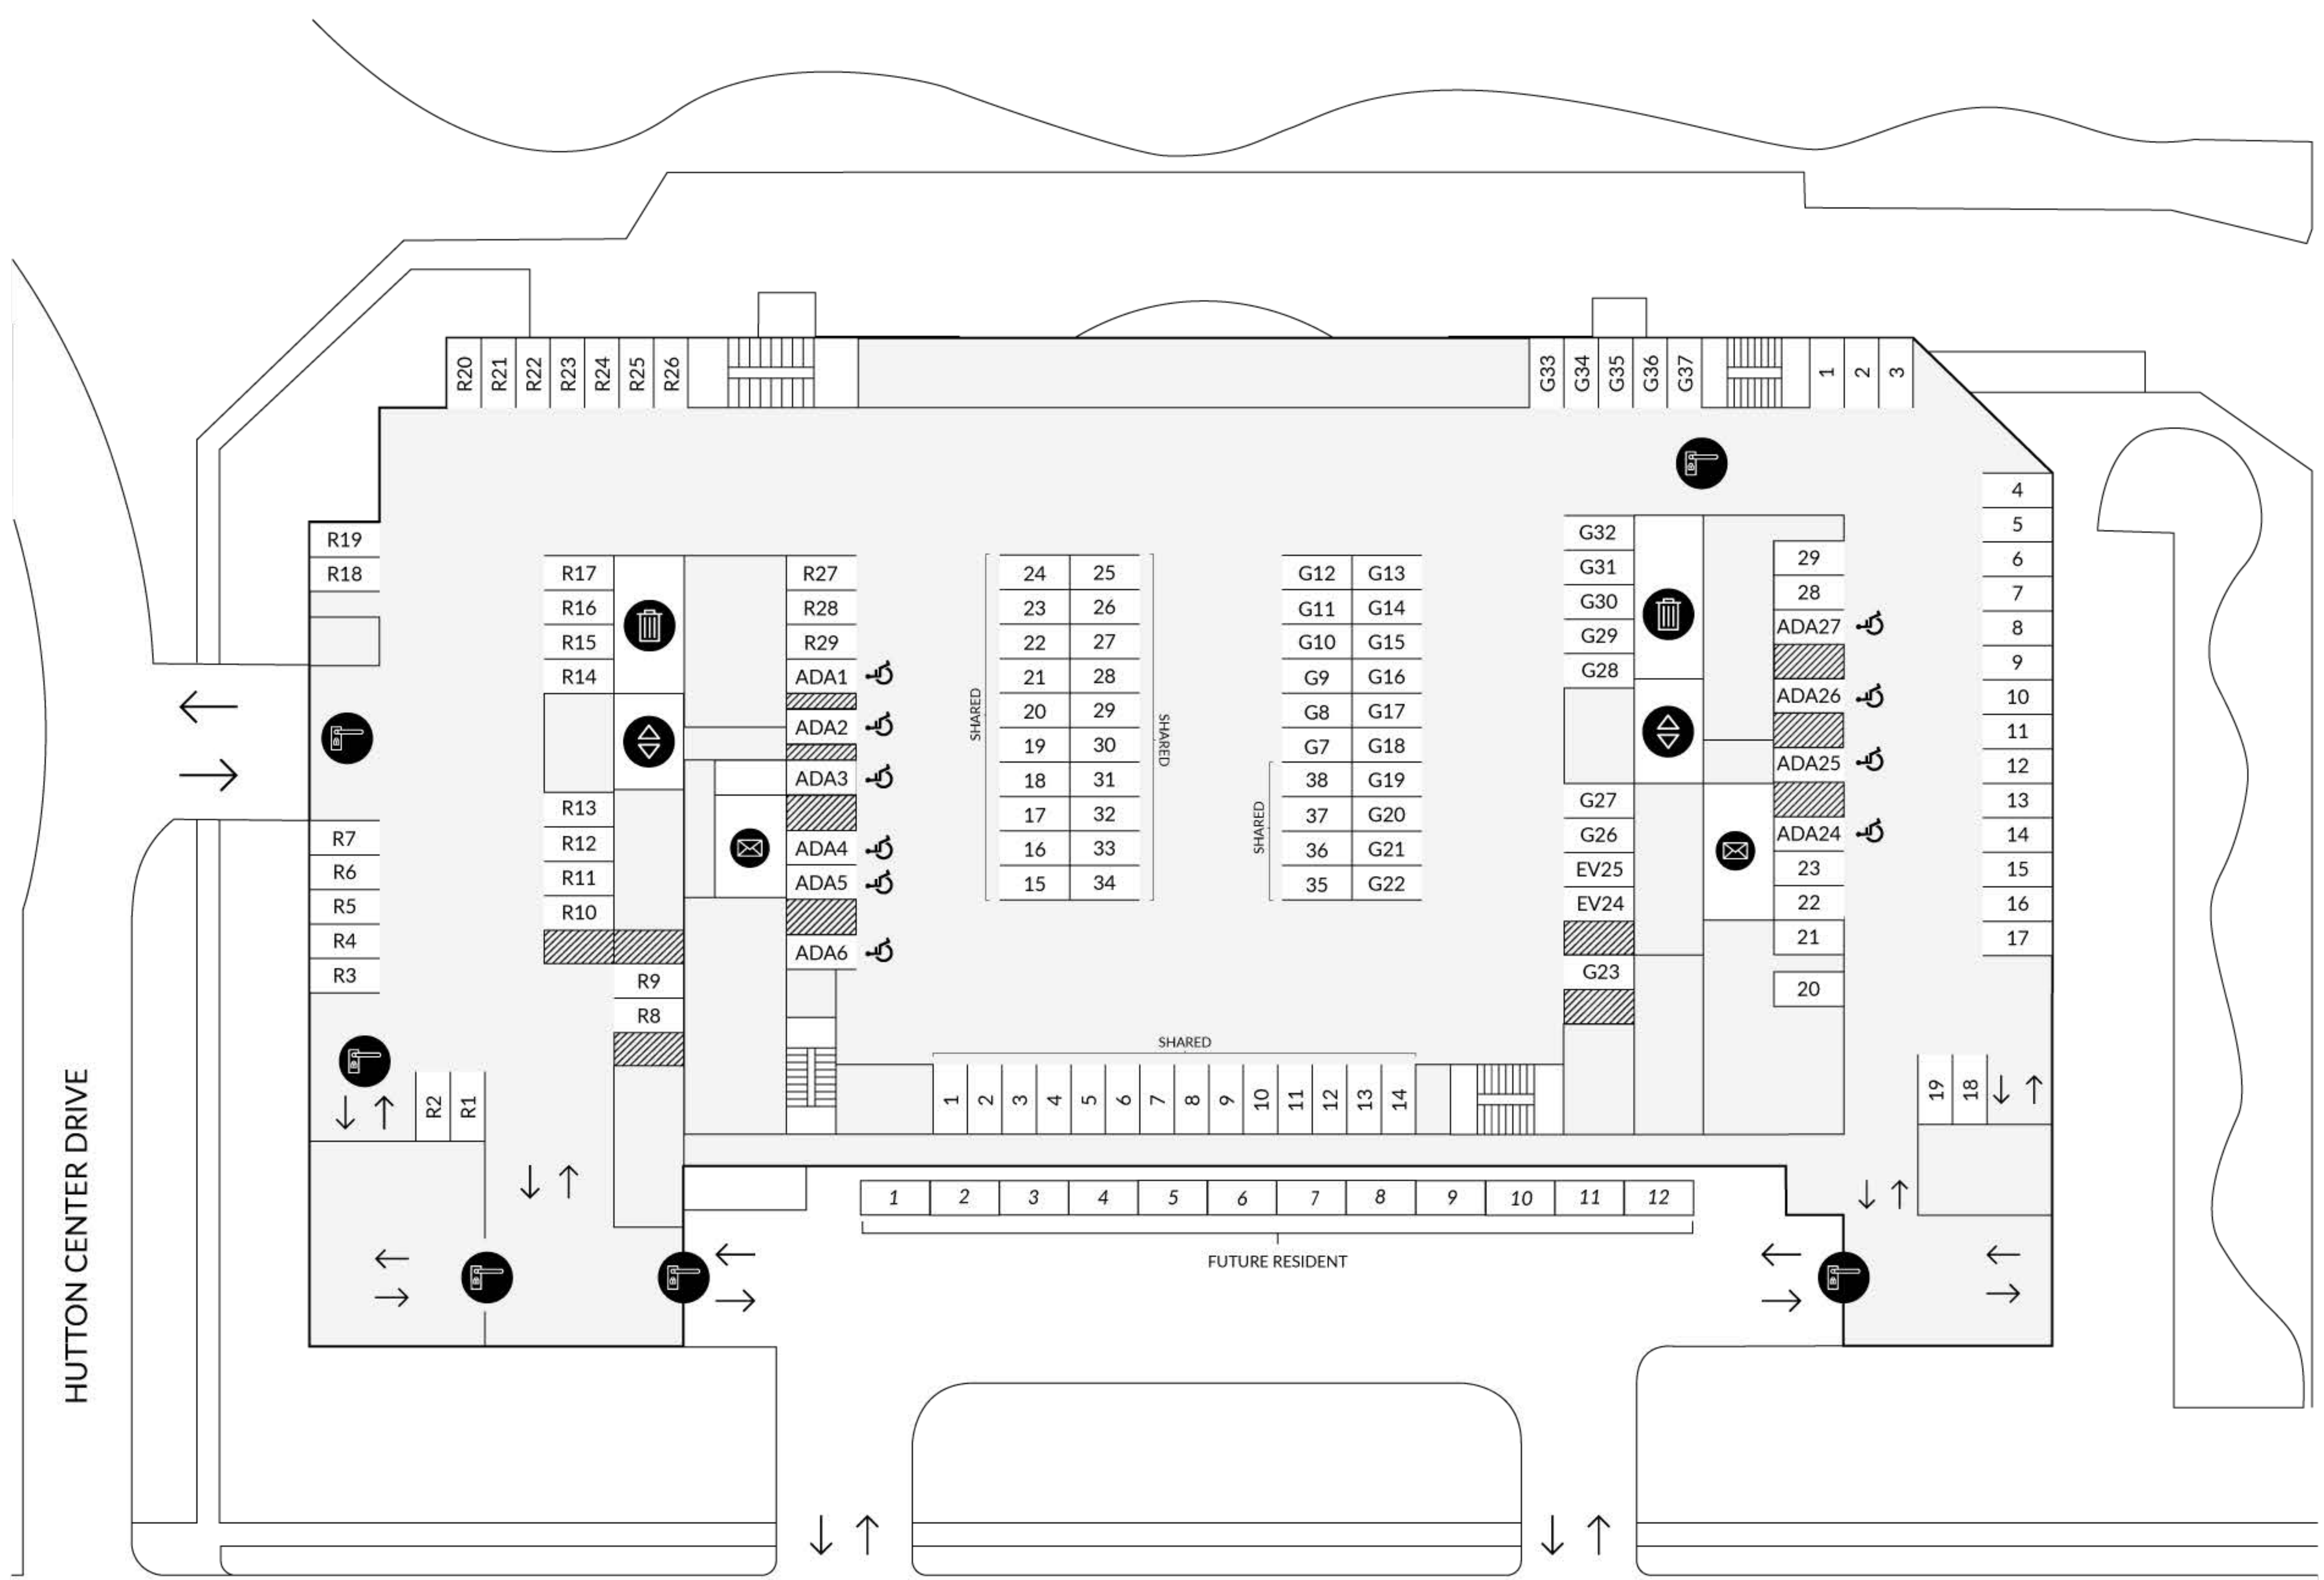 R20 R21 R22 R23 R24 R25 R26
G33 G34 G35 G36 G37
1 2 3
R19
R18
R7
R6
R5
R4
R3
R2 R1
R17
R16
R15
R14
R13
R12
R11
R10
R9
R8
R27
R28
R29
ADA1
ADA2
ADA3
ADA4
ADA5
ADA6
SHARED
24 25
23 26
22 27
21 28
20 29
19 30
18 31
17 32
16 33
15 34
SHARED
G12 G13
G11 G14
G10 G15
G9 G16
G8 G17
G7 G18
38 G19
37 G20
36 G21
35 G22
SHARED
G32
G31
G30
G29
G28
G27
G26
EV25
EV24
G23
29
28
ADA27
ADA26
ADA25
ADA24
23
22
21
20
4
5
6
7
8
9
10
11
12
13
14
15
16
17
19 18
SHARED
1 2 3 4 5 6 7 8 9 10 11 12 13 14
1 2 3 4 5 6 7 8 9 10 11 12
FUTURE RESIDENT
HUTTON CENTER DRIVE